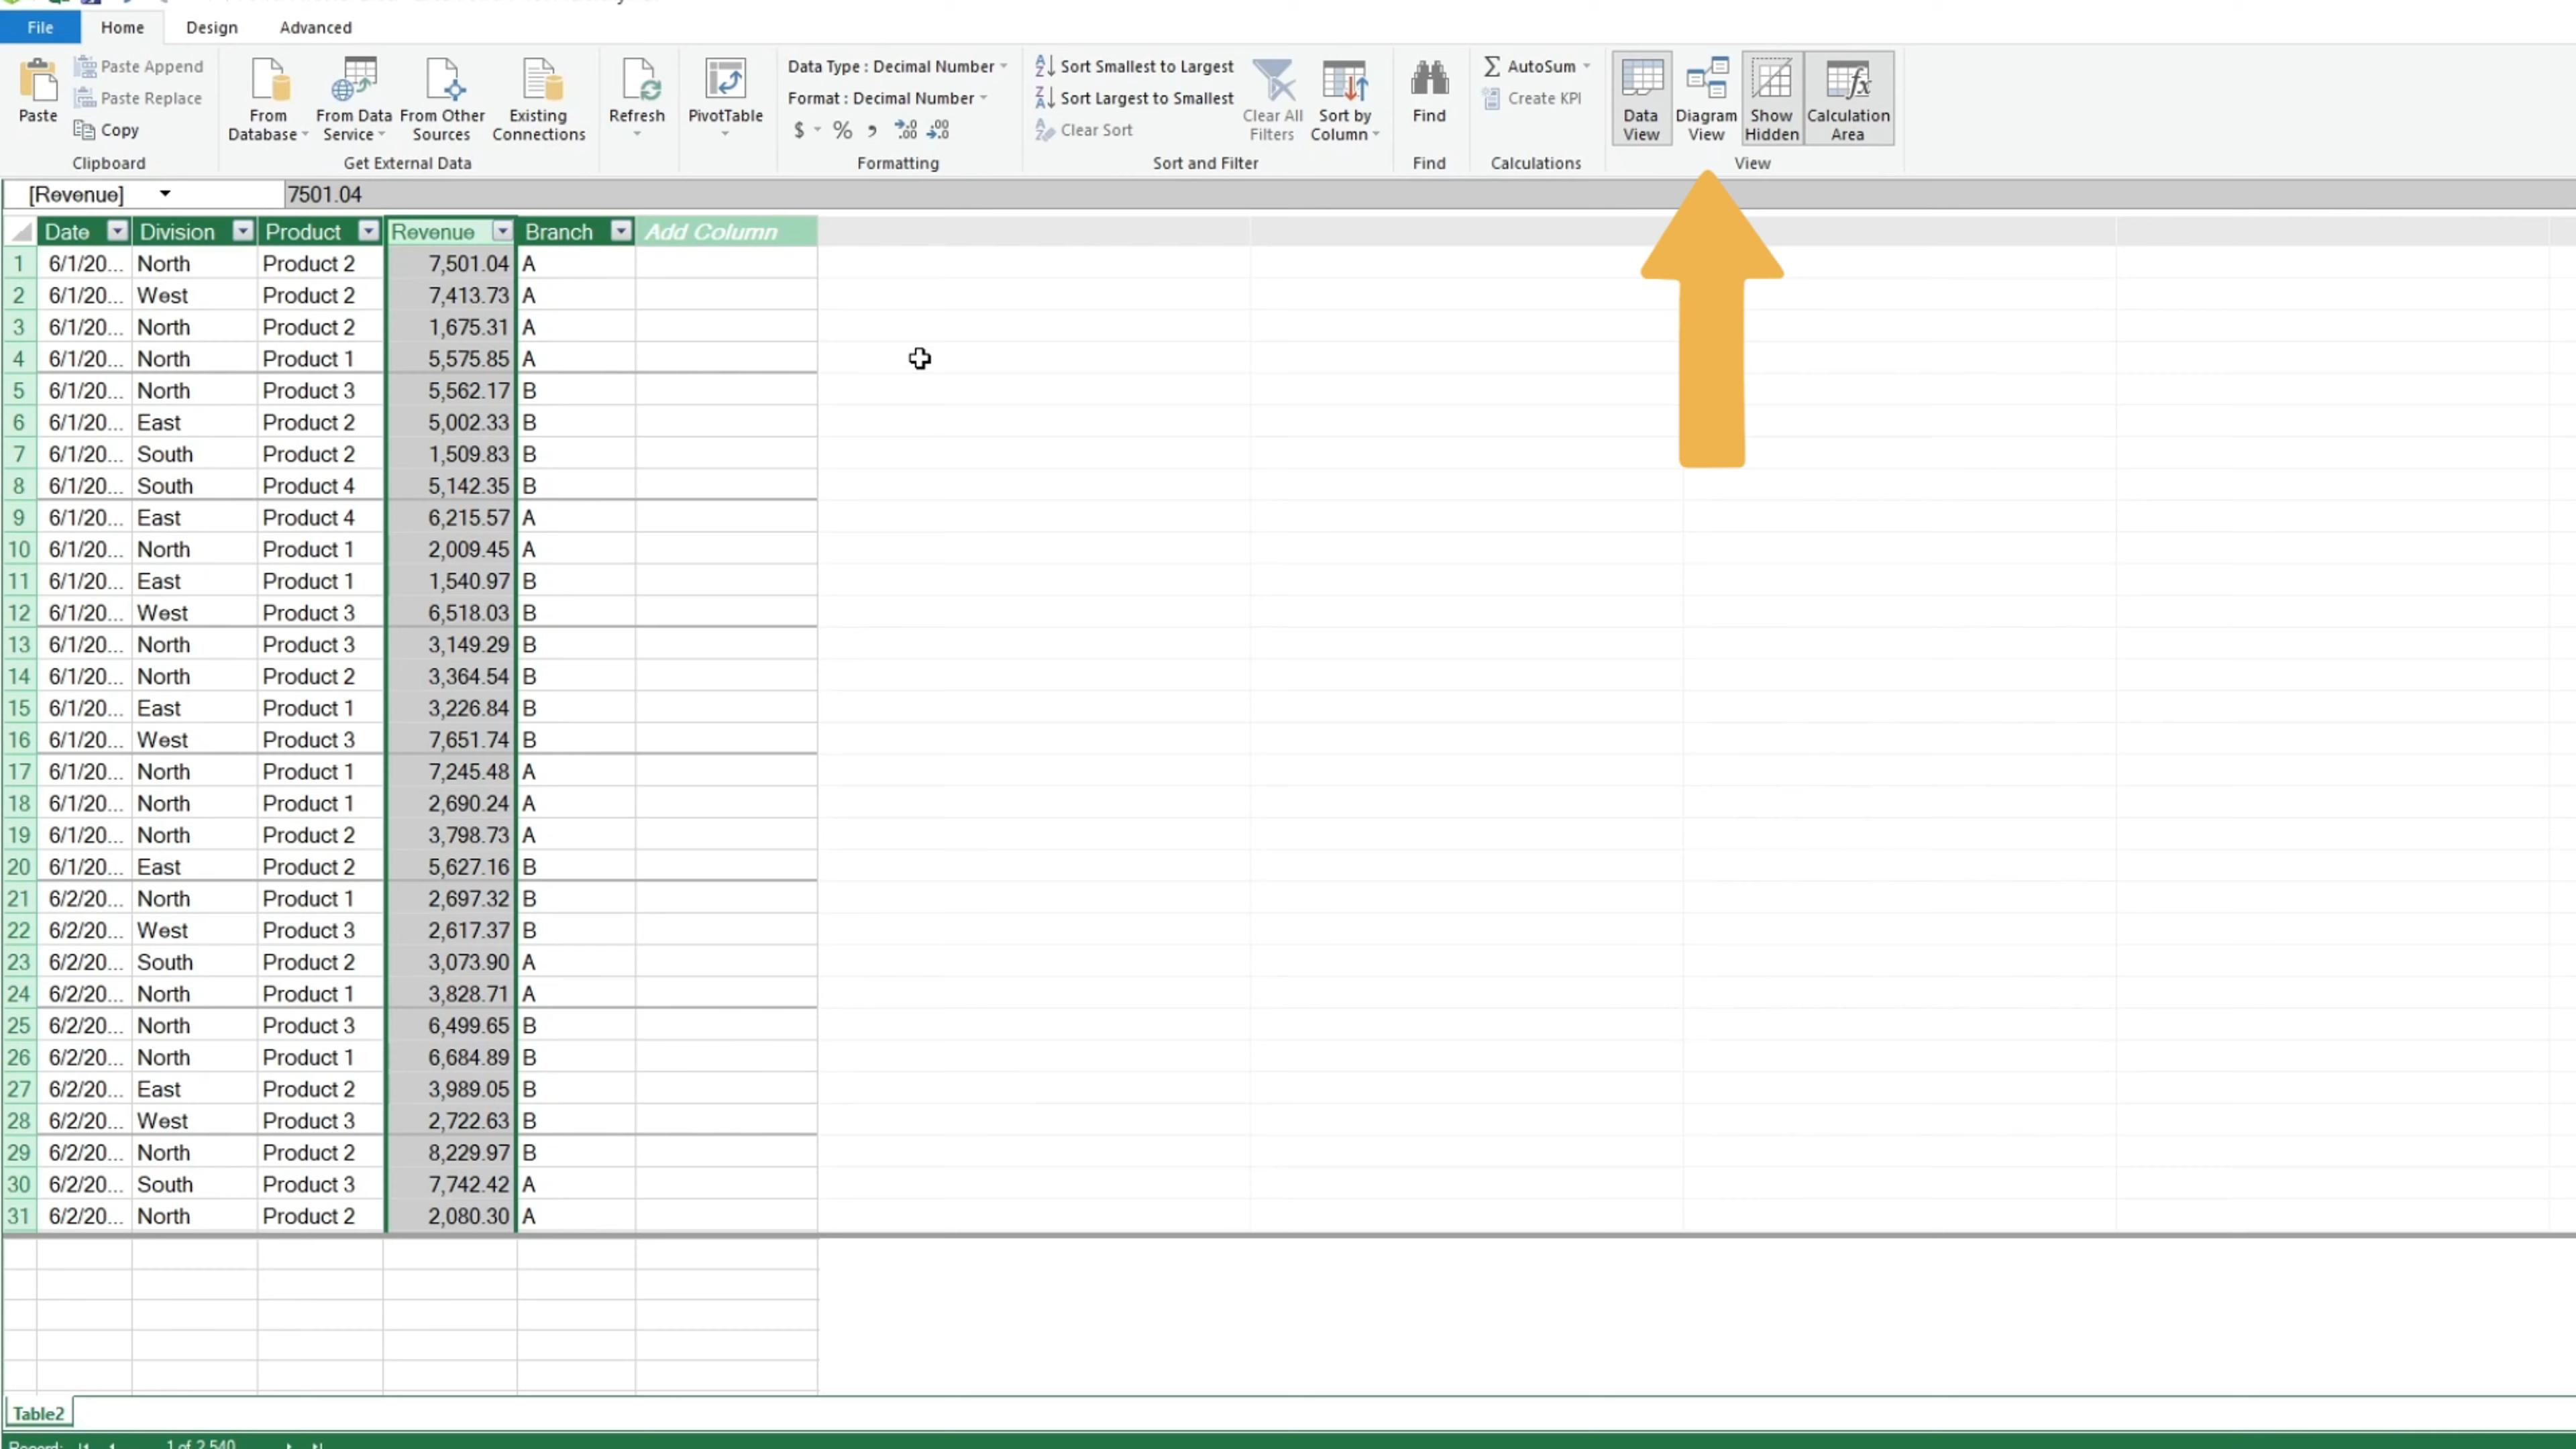 File Home Design Advanced
Paste Paste Append Paste Replace Copy
Clipboard
From Database From Data Service From Other Sources Existing Connections
Get External Data
Refresh
PivotTable
Data Type : Decimal Number
Format : Decimal Number
$ % , .0 .00 .00 .0
Formatting
Sort Smallest to Largest
Sort Largest to Smallest
Clear Sort
Clear All Filters
Sort by Column
Sort and Filter
Find
Find
AutoSum
Create KPI
Calculations
Data View Diagram View Show Hidden Calculation Area
View
[Revenue] 7501.04
Date Division Product Revenue Branch Add Column
1 6/1/20... North Product 2 7,501.04 A
2 6/1/20... West Product 2 7,413.73 A
3 6/1/20... North Product 2 1,675.31 A
4 6/1/20... North Product 1 5,575.85 A
5 6/1/20... North Product 3 5,562.17 B
6 6/1/20... East Product 2 5,002.33 B
7 6/1/20... South Product 2 1,509.83 B
8 6/1/20... South Product 4 5,142.35 B
9 6/1/20... East Product 4 6,215.57 A
10 6/1/20... North Product 1 2,009.45 A
11 6/1/20... East Product 1 1,540.97 B
12 6/1/20... West Product 3 6,518.03 B
13 6/1/20... North Product 3 3,149.29 B
14 6/1/20... North Product 2 3,364.54 B
15 6/1/20... East Product 1 3,226.84 B
16 6/1/20... West Product 3 7,651.74 B
17 6/1/20... North Product 1 7,245.48 A
18 6/1/20... North Product 1 2,690.24 A
19 6/1/20... North Product 2 3,798.73 A
20 6/1/20... East Product 2 5,627.16 B
21 6/2/20... North Product 1 2,697.32 B
22 6/2/20... West Product 3 2,617.37 B
23 6/2/20... South Product 2 3,073.90 A
24 6/2/20... North Product 1 3,828.71 A
25 6/2/20... North Product 3 6,499.65 B
26 6/2/20... North Product 1 6,684.89 B
27 6/2/20... East Product 2 3,989.05 B
28 6/2/20... West Product 3 2,722.63 B
29 6/2/20... North Product 2 8,229.97 B
30 6/2/20... South Product 3 7,742.42 A
31 6/2/20... North Product 2 2,080.30 A
Table2
Record: 1 of 2,540